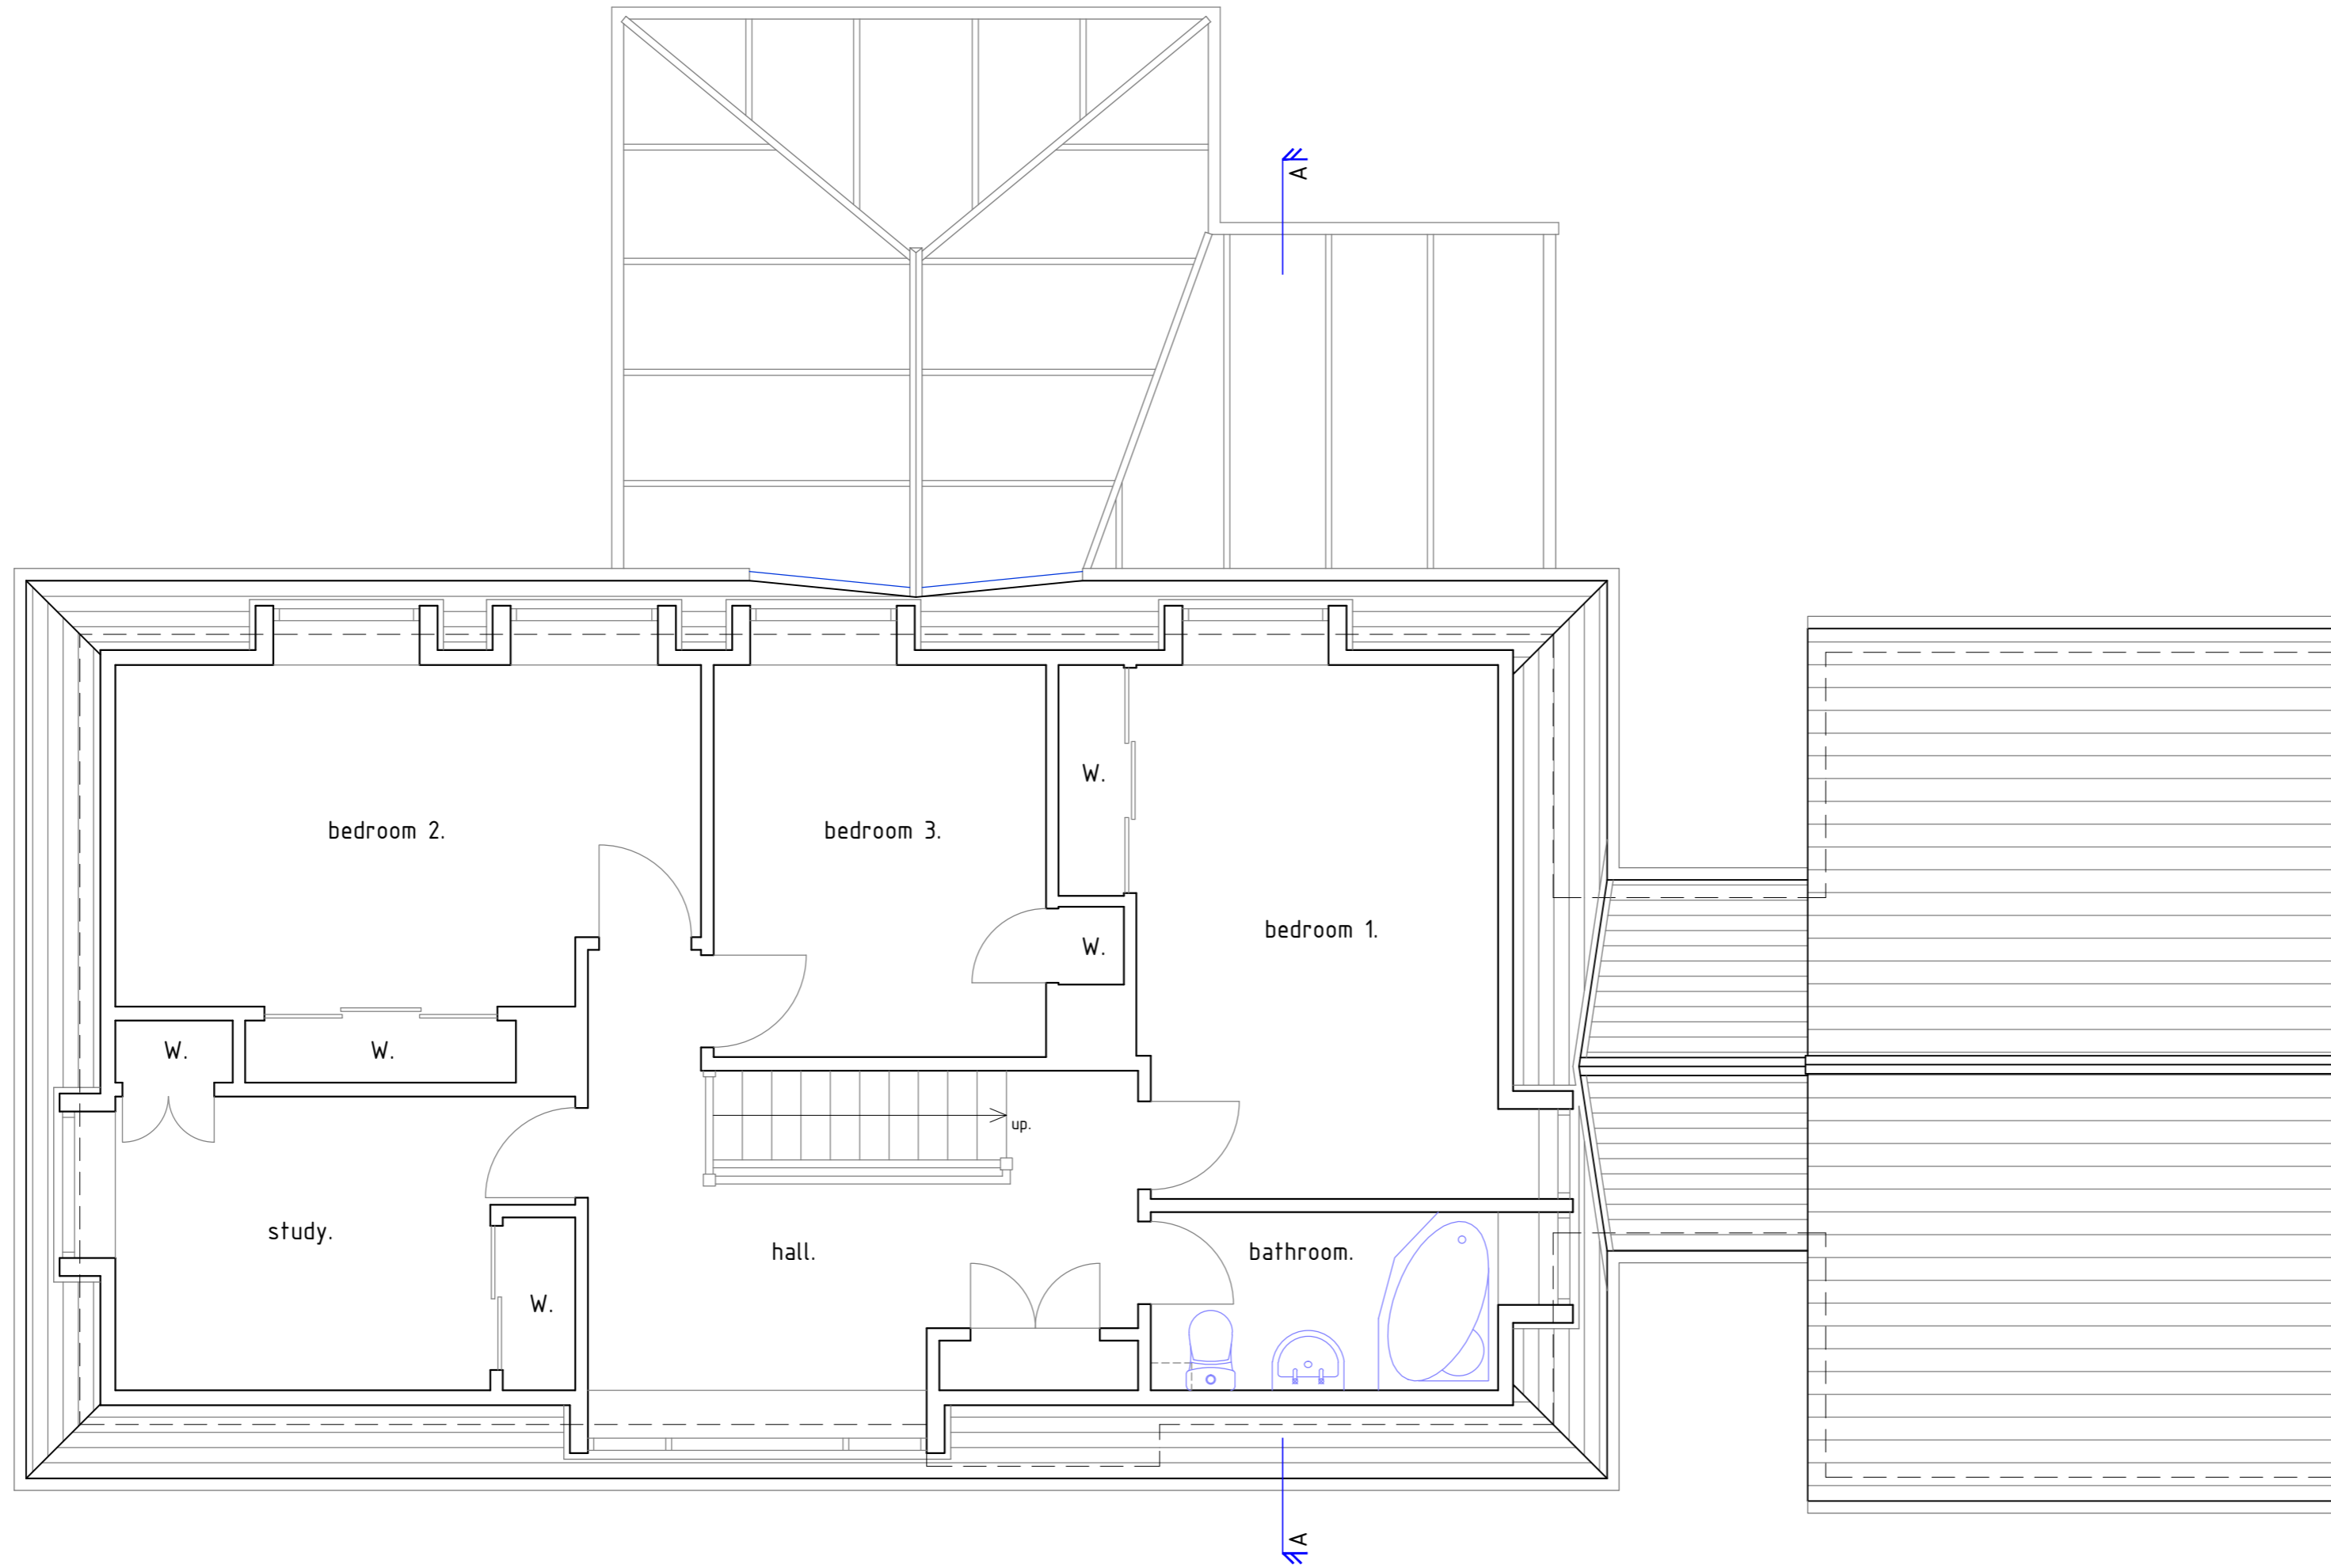 A
W.
bedroom 2.
bedroom 3.
bedroom 1.
W.
W.
W.
up.
study.
hall.
bathroom.
W.
A